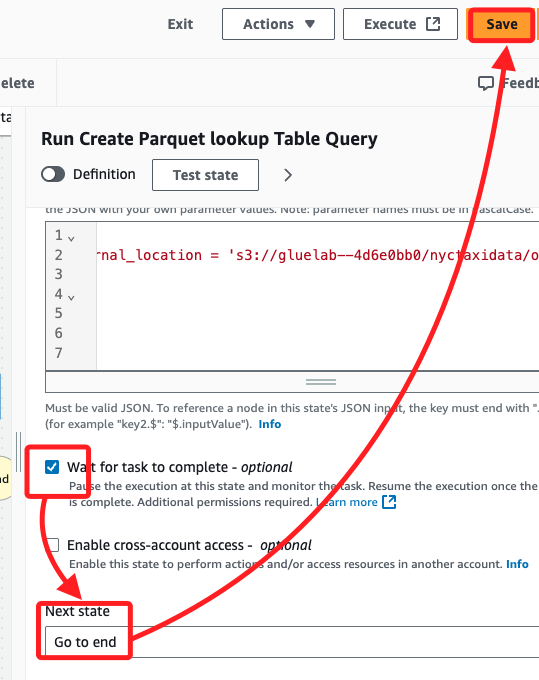 Exit
Actions
Execute
Save
elete
Feedb
ta
Run Create Parquet lookup Table Query
Definition
Test state
the JSON with your own parameter values. Note: parameter names must be in PascalCase.
1
2 rnal_location = 's3://gluelab--4d6e0bb0/nyctaxidata/o
3
4
5
6
7
Must be valid JSON. To reference a node in this state's JSON input, the key must end with ".
(for example "key2.$": "$.inputValue"). Info
nd
Wait for task to complete - optional
Pause the execution at this state and monitor the task. Resume the execution once the
is complete. Additional permissions required. Learn more
Enable cross-account access - optional
Enable this state to perform actions and/or access resources in another account. Info
Next state
Go to end